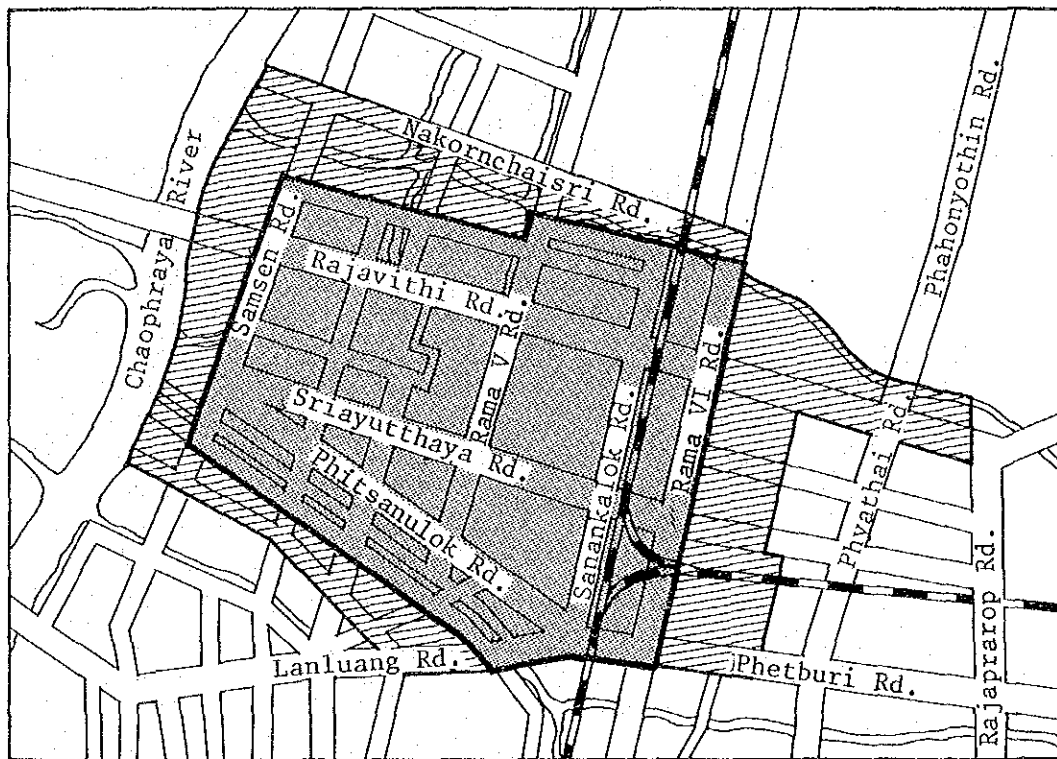 Nakornchaisri Rd.
Chaophraya River
Samsen Rd.
Rajavithi Rd.
Rama V Rd.
Sriayutthaya Rd.
Phitsanulok Rd.
Sanankalok Rd.
Rama VI Rd.
Phahonyothin Rd.
Phyathai Rd.
Rajaprarop Rd.
Lanluang Rd.
Phetburi Rd.